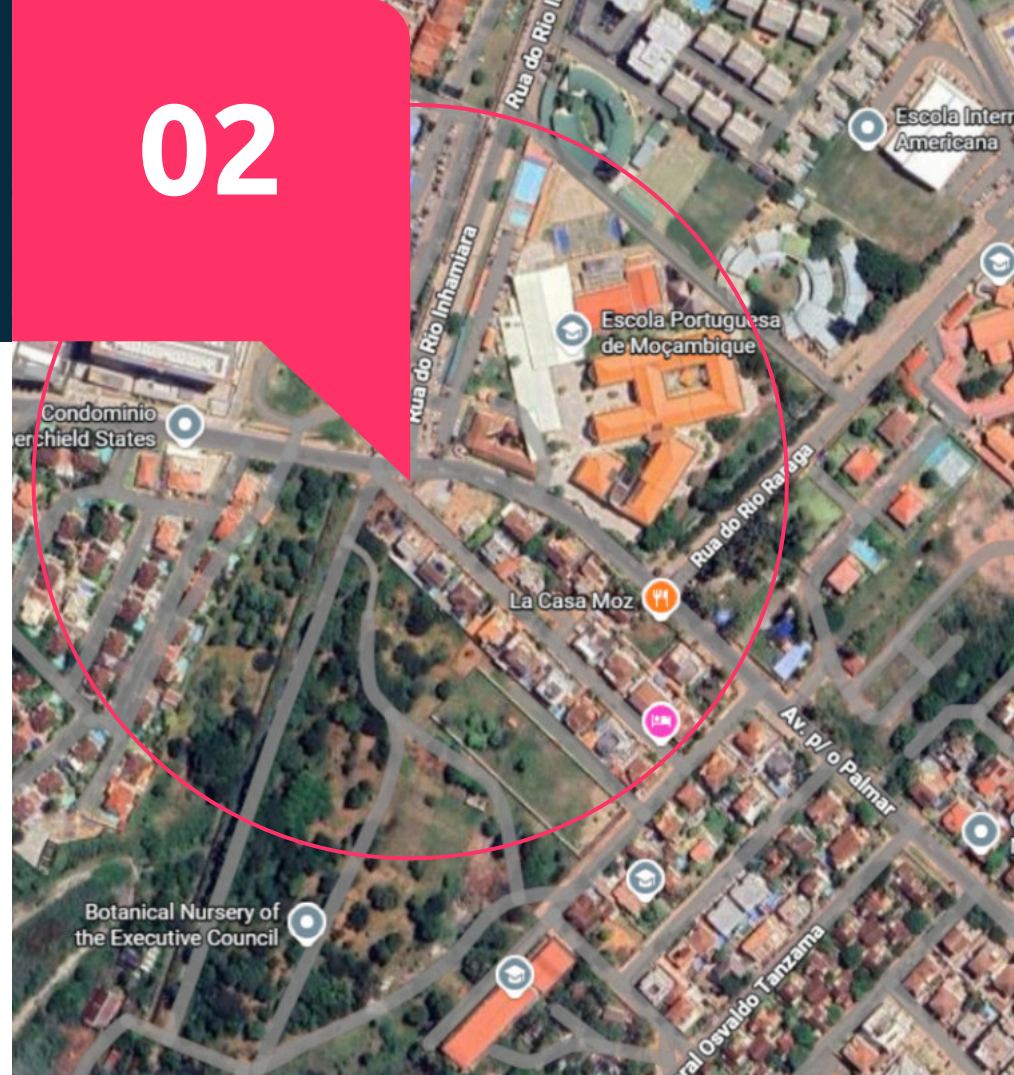 02
Rua do Rio I
Escola Intern
Americana
Rua do Rio Inhamiara
Escola Portuguesa
de Moçambique
Condominio
erchield States
Rua do Rio Raraga
La Casa Moz
Av. p/ o Palmar
Botanical Nursery of
the Executive Council
ral Osvaldo Tanzama